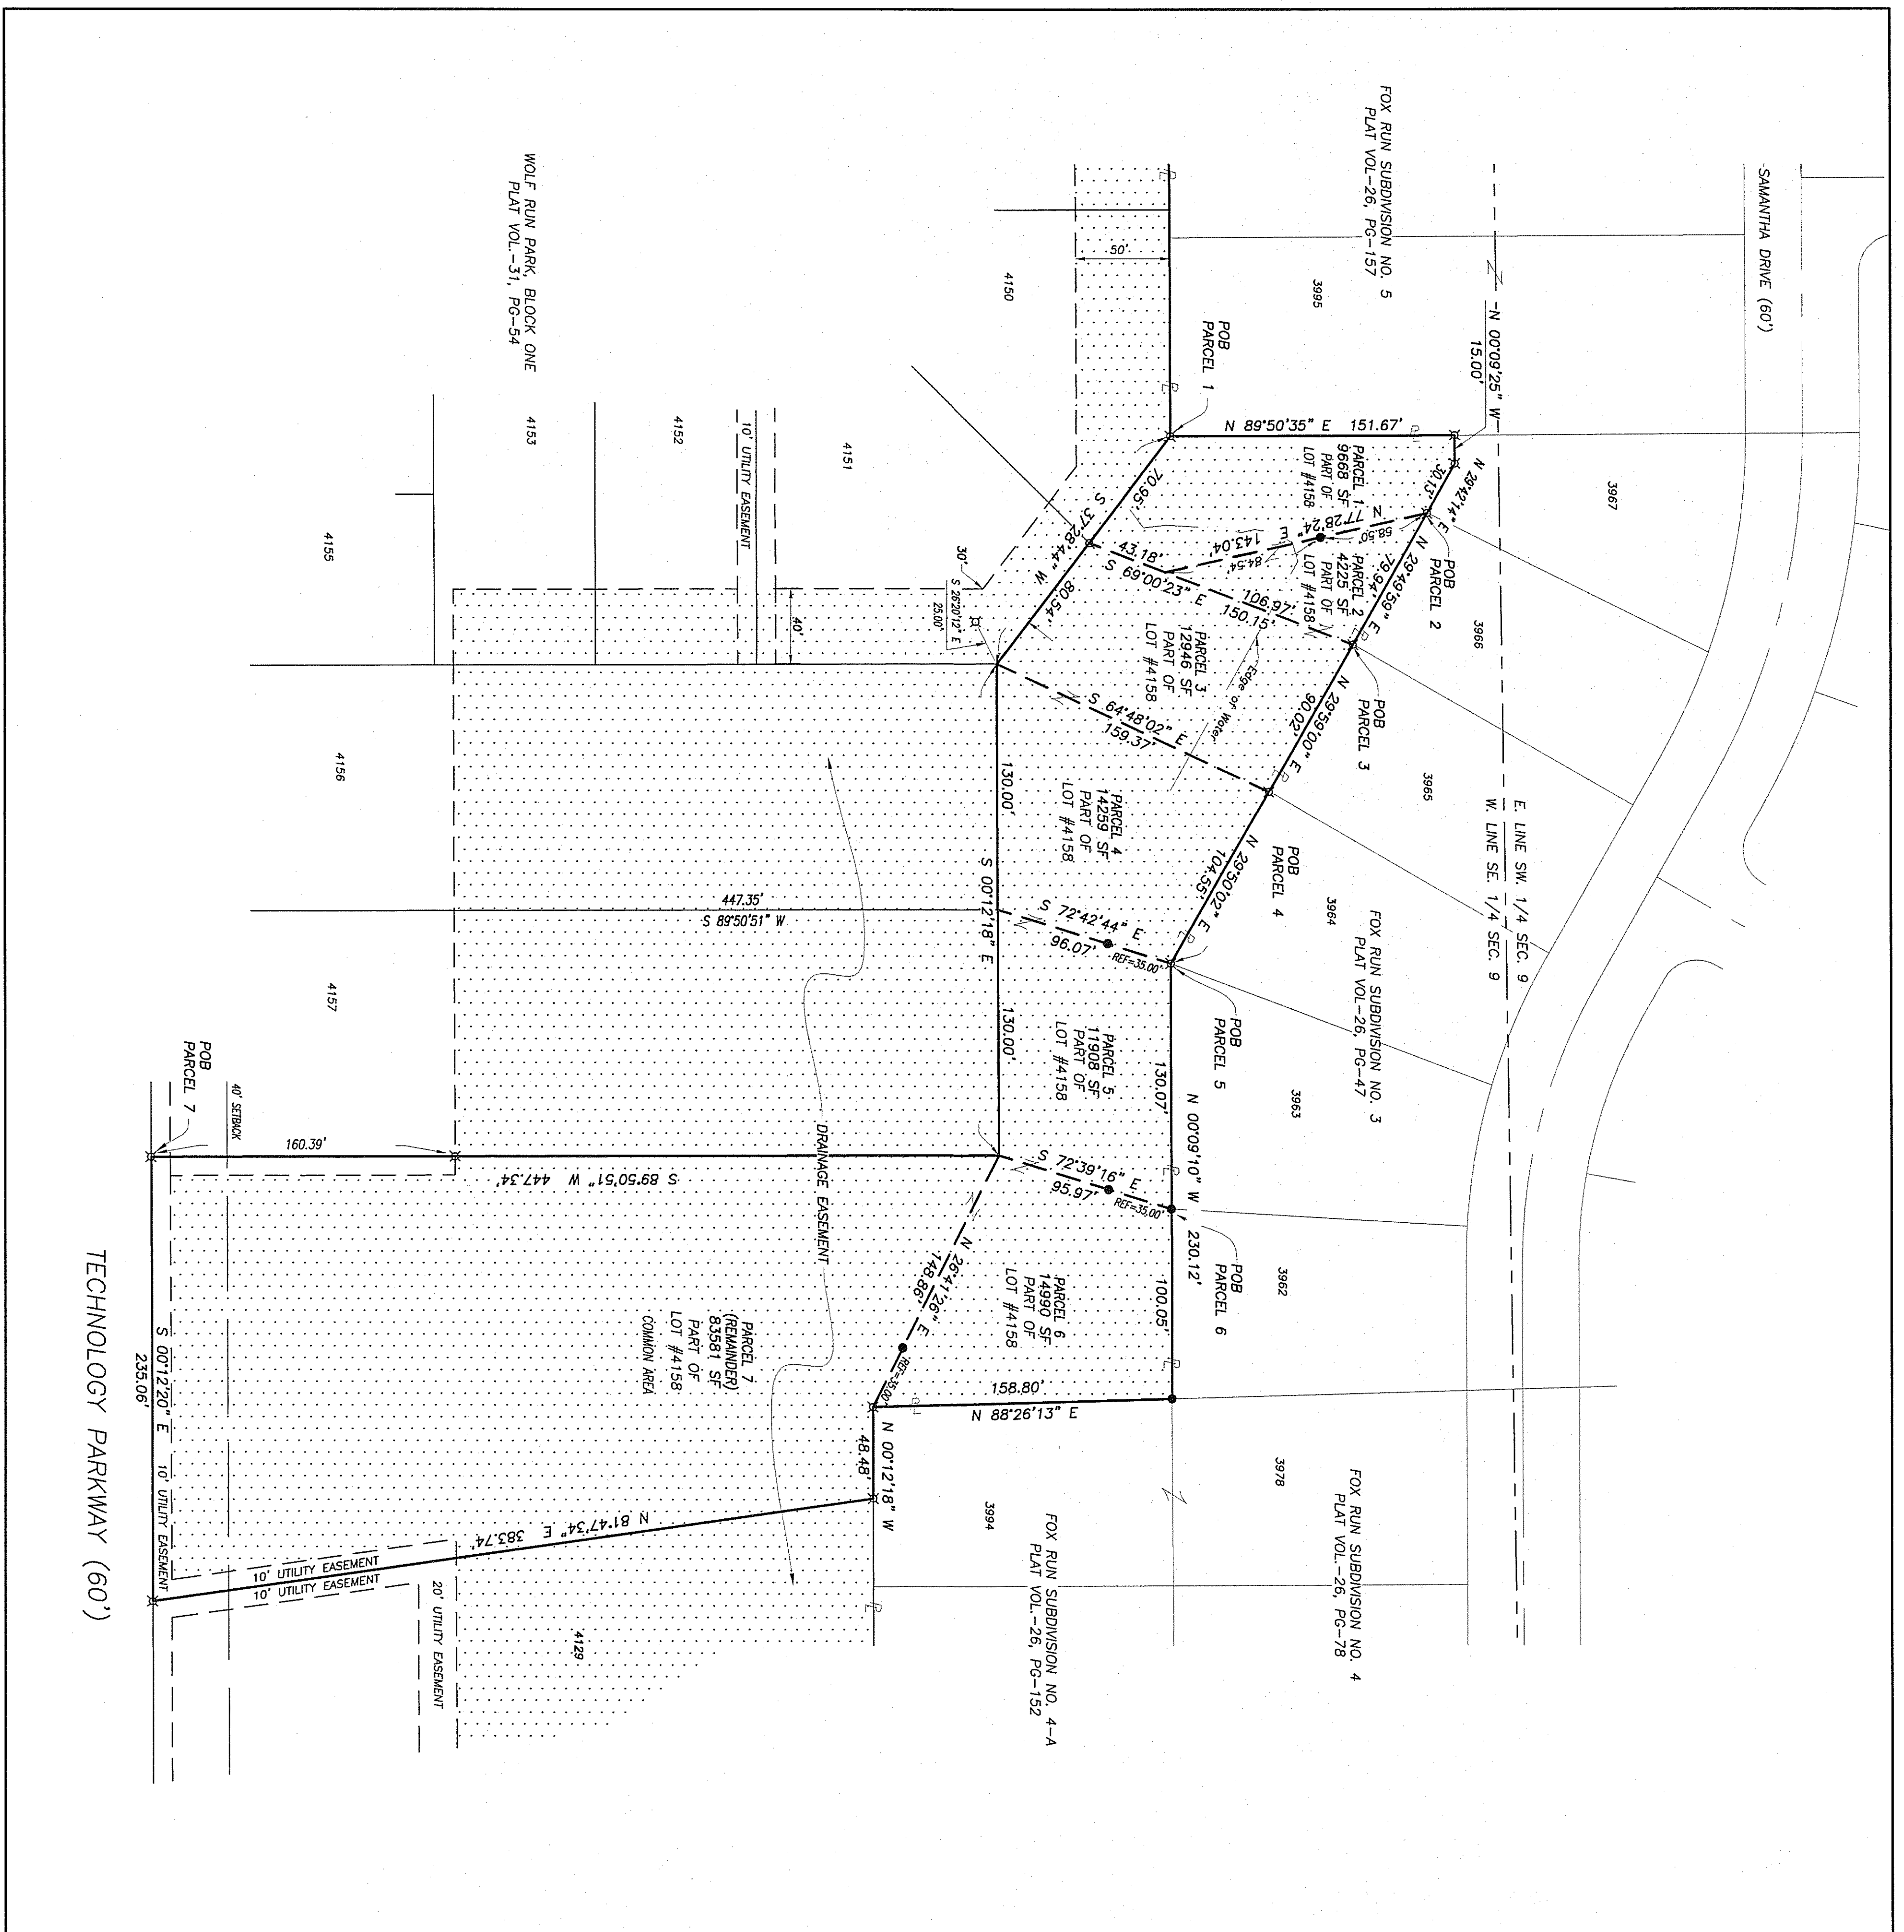 SAMANTHA DRIVE (60')
FOX RUN SUBDIVISION NO. 5
PLAT VOL-26, PG-157
N 00°09'25" W
15.00'
3967
3995
50'
4150
WOLF RUN PARK, BLOCK ONE
PLAT VOL.-31, PG-54
POB
PARCEL 1
N 89°50'35" E 151.67'
N 29°42'14" E
30.13'
PARCEL 1
9668 SF
PART OF
LOT #4158
N 77°28'24" E
143.04'
58.50'
84.54'
POB
PARCEL 2
N 29°49'59" E
79.94'
3966
PARCEL 2
4225 SF
PART OF
LOT #4158
70.95'
S 37°28'44" W
80.54'
43.18'
S 69°00'23" E
106.97'
150.15'
4151
10' UTILITY EASEMENT
4152
4153
4155
30'
S 26°20'12" E
25.00'
40'
PARCEL 3
12946 SF
PART OF
LOT #4158
Edge of Water
POB
PARCEL 3
N 29°59'00" E
90.02'
3965
E. LINE SW. 1/4 SEC. 9
W. LINE SE. 1/4 SEC. 9
S 64°48'02" E
159.37'
4156
130.00'
PARCEL 4
14259 SF
PART OF
LOT #4158
POB
PARCEL 4
N 29°50'02" E
104.55'
3964
FOX RUN SUBDIVISION NO. 3
PLAT VOL-26, PG-47
447.35'
S 89°50'51" W
S 00°12'18" E
S 72°42'44" E
96.07'
REF=35.00'
POB
PARCEL 5
3963
4157
130.00'
PARCEL 5
11908 SF
PART OF
LOT #4158
130.07'
N 00°09'10" W 230.12'
POB
PARCEL 7
40' SETBACK
160.39'
S 89°50'51" W 447.34'
DRAINAGE EASEMENT
S 72°39'16" E
95.97'
REF=35.00'
POB
PARCEL 6
3962
100.05'
N 26°41'26" E
148.86'
REF=35.00'
PARCEL 6
14990 SF
PART OF
LOT #4158
158.80'
N 88°26'13" E
PARCEL 7
(REMAINDER)
83581 SF
PART OF
LOT #4158
COMMON AREA
TECHNOLOGY PARKWAY (60')
S 00°12'20" E
235.06'
10' UTILITY EASEMENT
N 00°12'18" W
48.48'
N 81°47'34" E 383.74'
10' UTILITY EASEMENT
10' UTILITY EASEMENT
20' UTILITY EASEMENT
4129
3994
3978
FOX RUN SUBDIVISION NO. 4
PLAT VOL.-26, PG-78
FOX RUN SUBDIVISION NO. 4-A
PLAT VOL.-26, PG-152